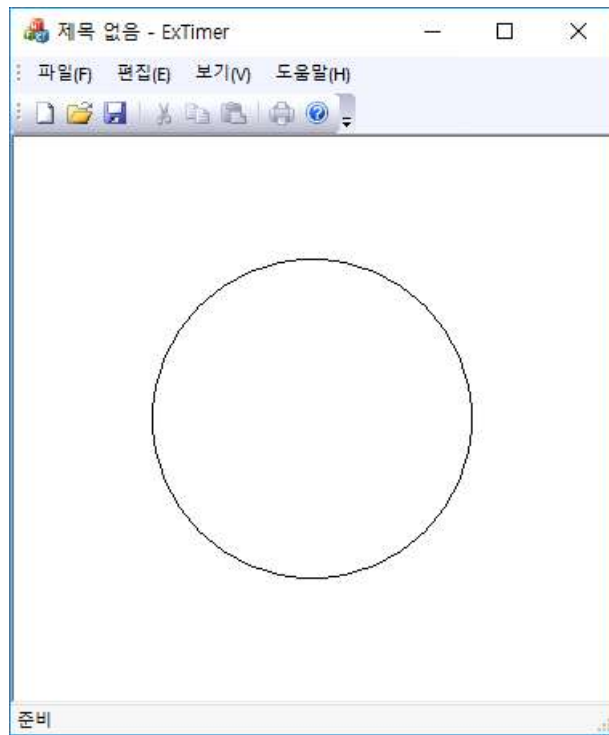 제목 없음 - ExTimer
파일(F) 편집(E) 보기(V) 도움말(H)
준비